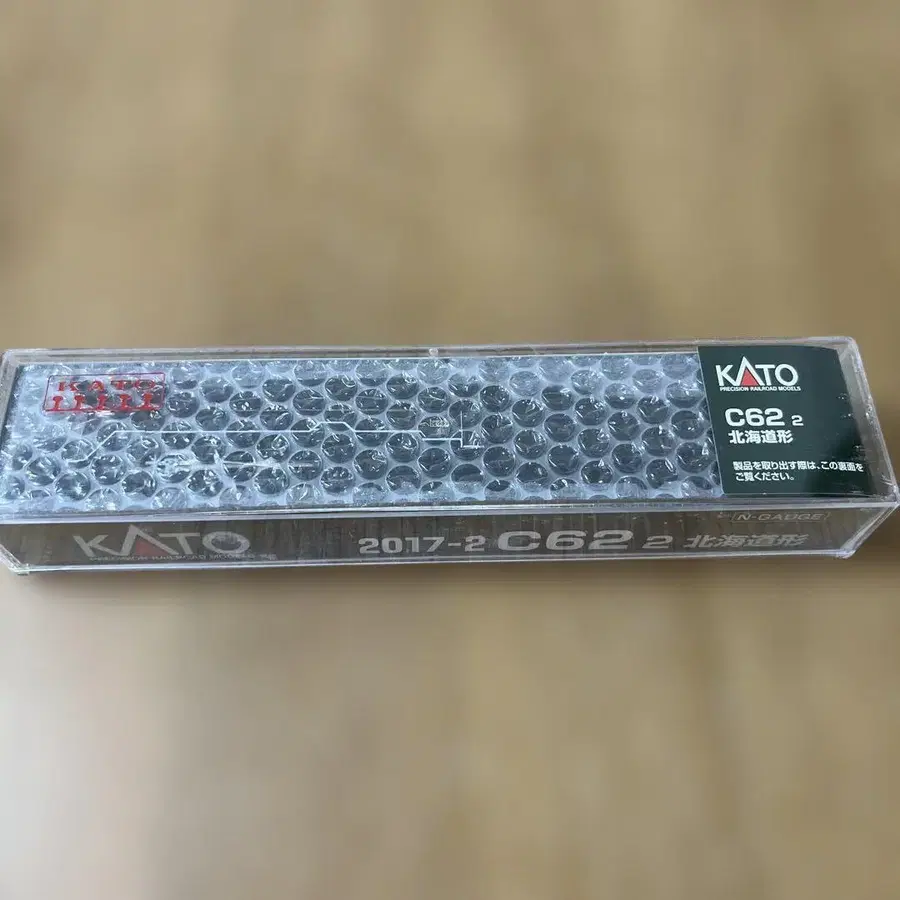 KATO
KATO
PRECISION RAILROAD MODELS
C62 2
北海道形
製品を取り出す際は、この裏面を
ご覧ください。
N-GAUGE
KATO
2017-2 C62 2 北海道形